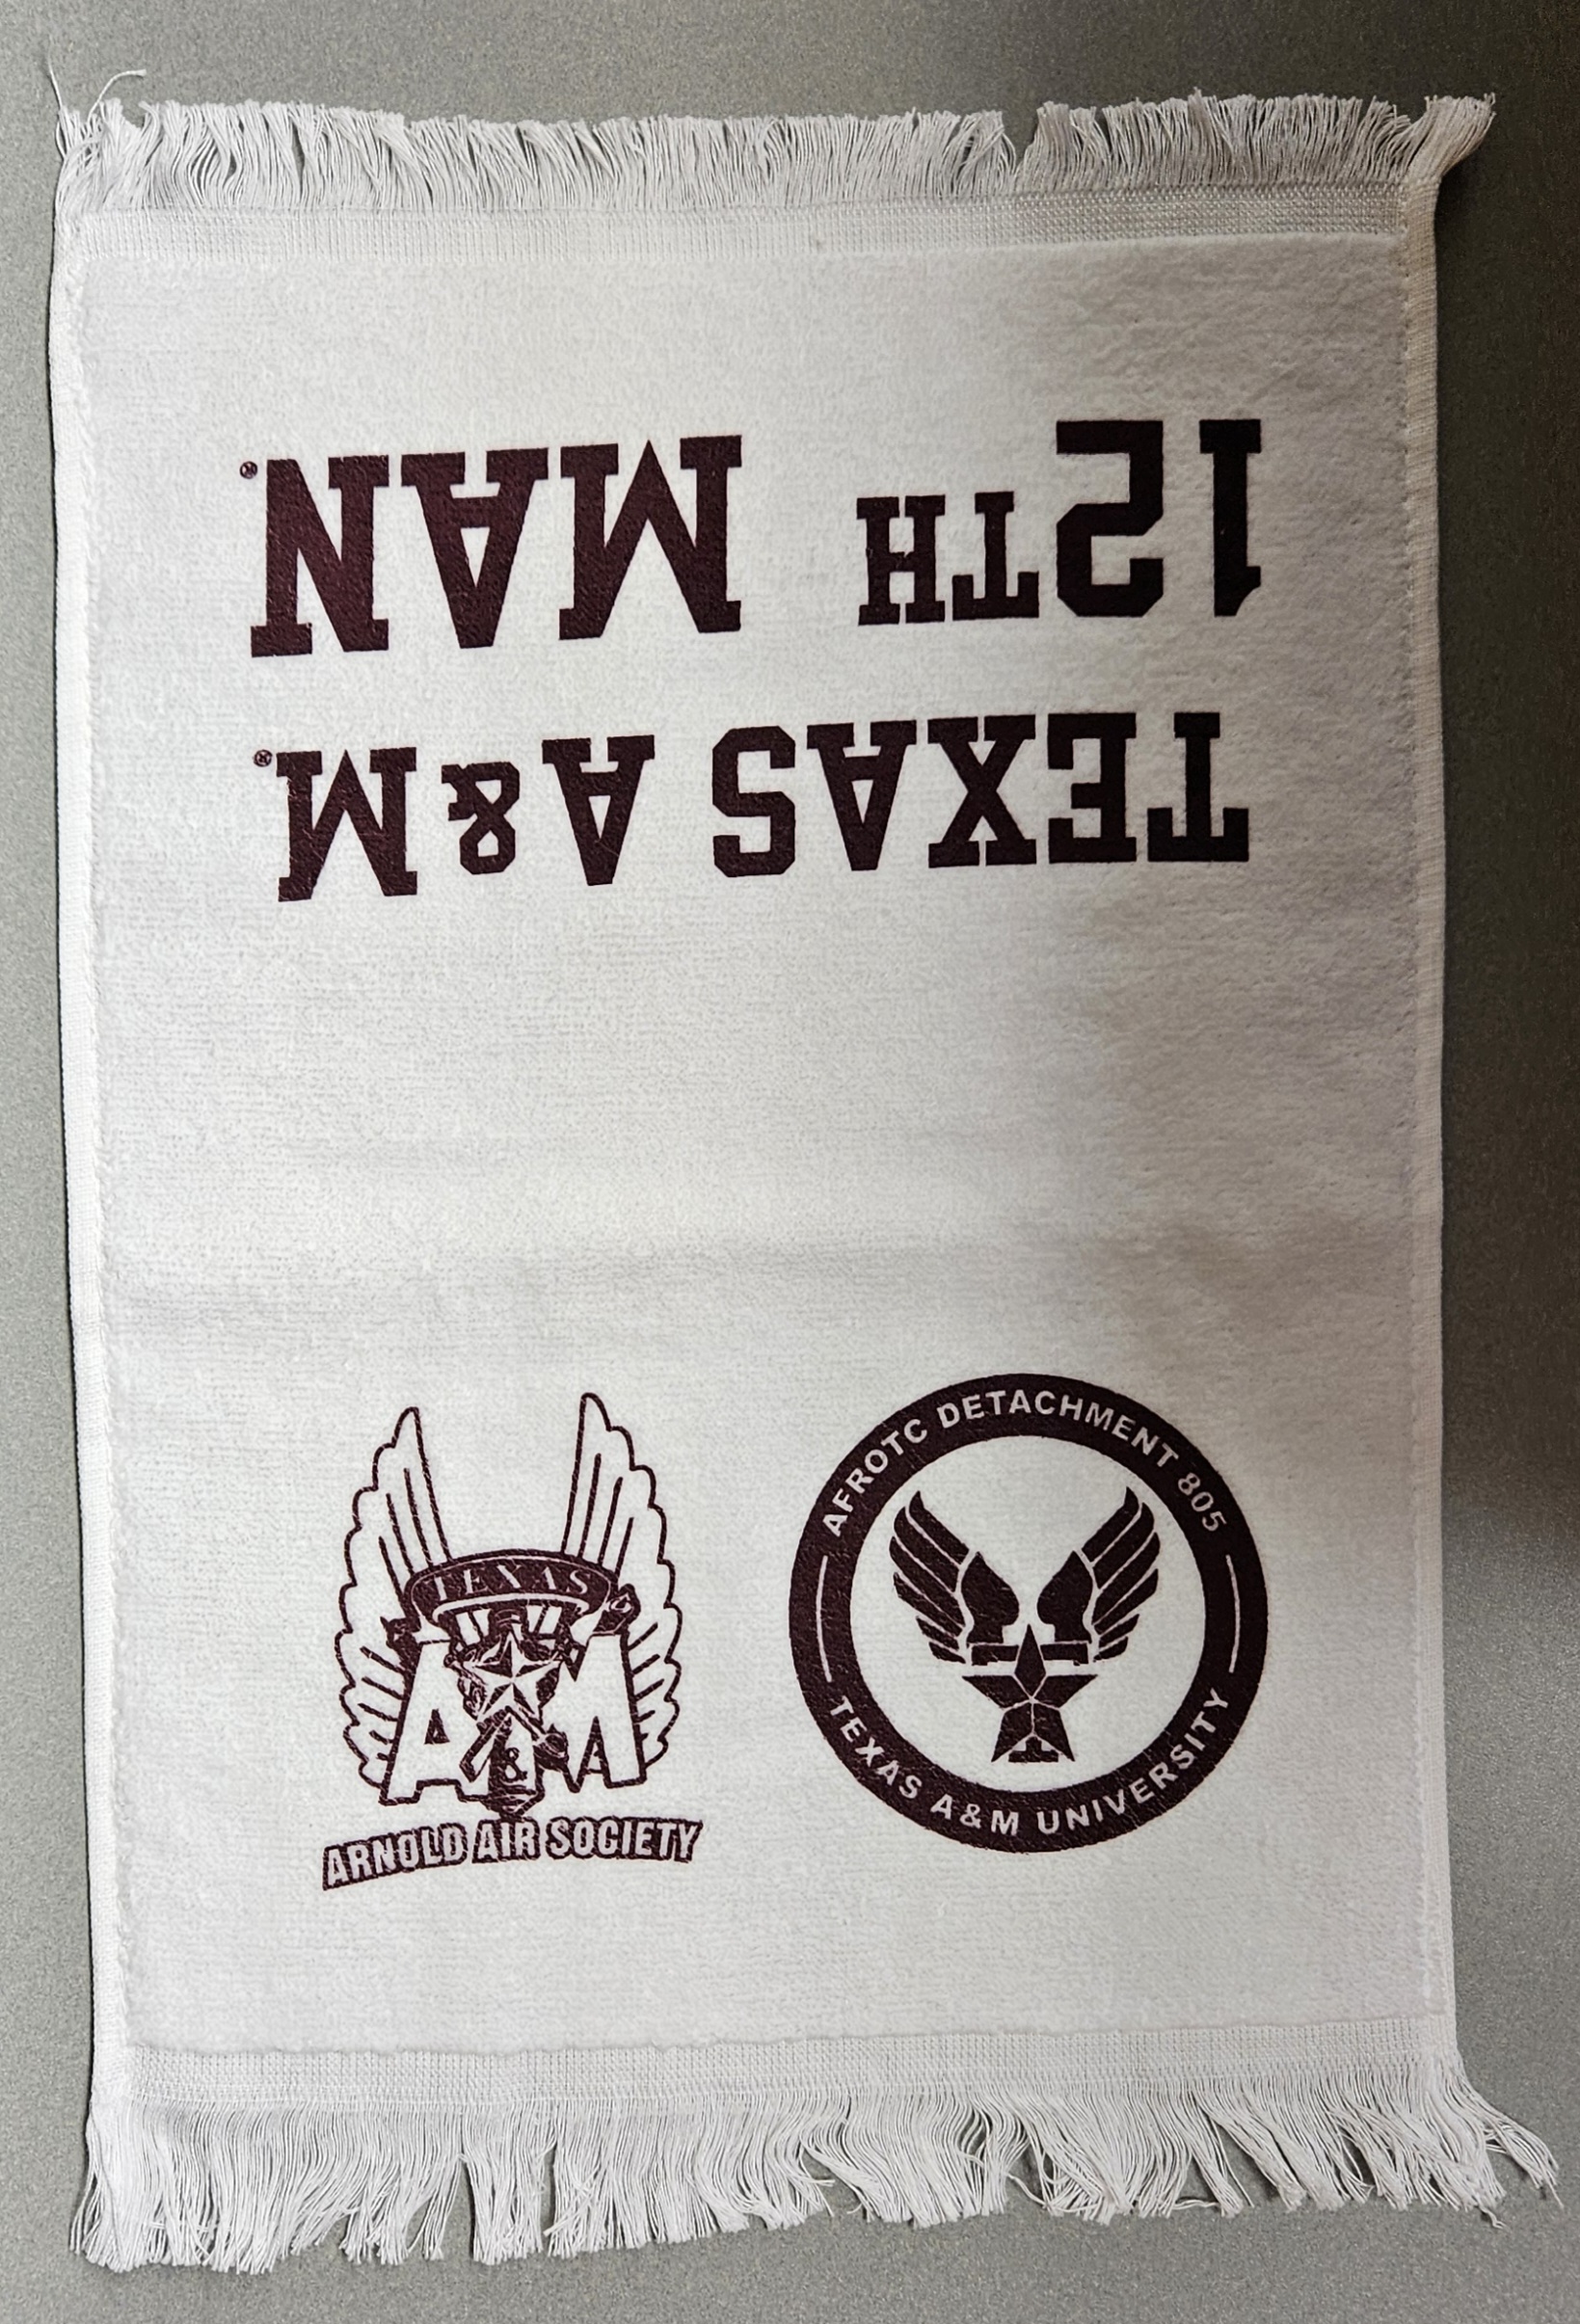 TEXAS A&M®
12TH MAN®
TEXAS
A&M
ARNOLD AIR SOCIETY
AFROTC DETACHMENT 805
TEXAS A&M UNIVERSITY